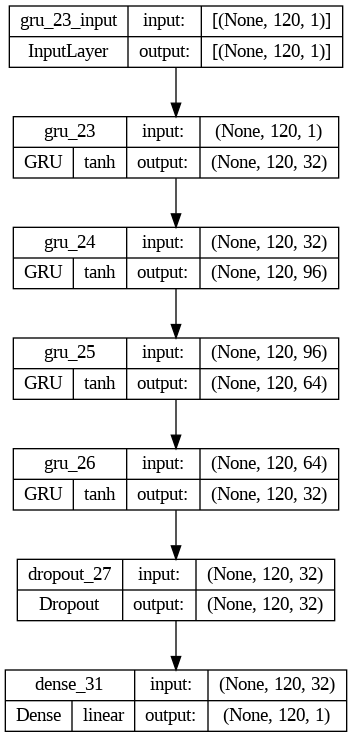 gru_23_input input: [(None, 120, 1)]
InputLayer output: [(None, 120, 1)]
gru_23 input: (None, 120, 1)
GRU tanh output: (None, 120, 32)
gru_24 input: (None, 120, 32)
GRU tanh output: (None, 120, 96)
gru_25 input: (None, 120, 96)
GRU tanh output: (None, 120, 64)
gru_26 input: (None, 120, 64)
GRU tanh output: (None, 120, 32)
dropout_27 input: (None, 120, 32)
Dropout output: (None, 120, 32)
dense_31 input: (None, 120, 32)
Dense linear output: (None, 120, 1)